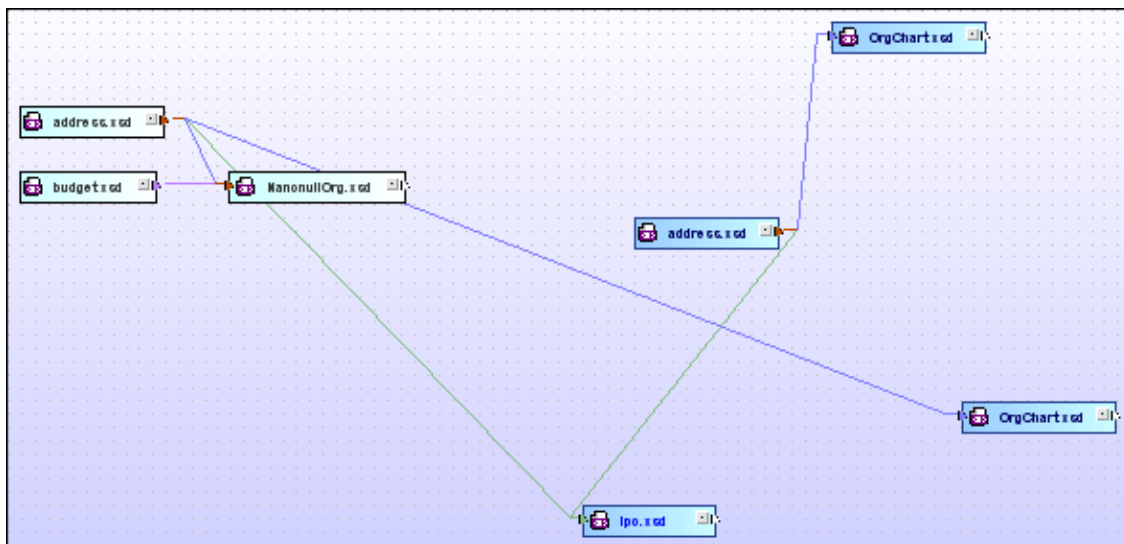 OrgChart.xsd
address.xsd
budget.xsd
NanonullOrg.xsd
address.xsd
OrgChart.xsd
ipo.xsd